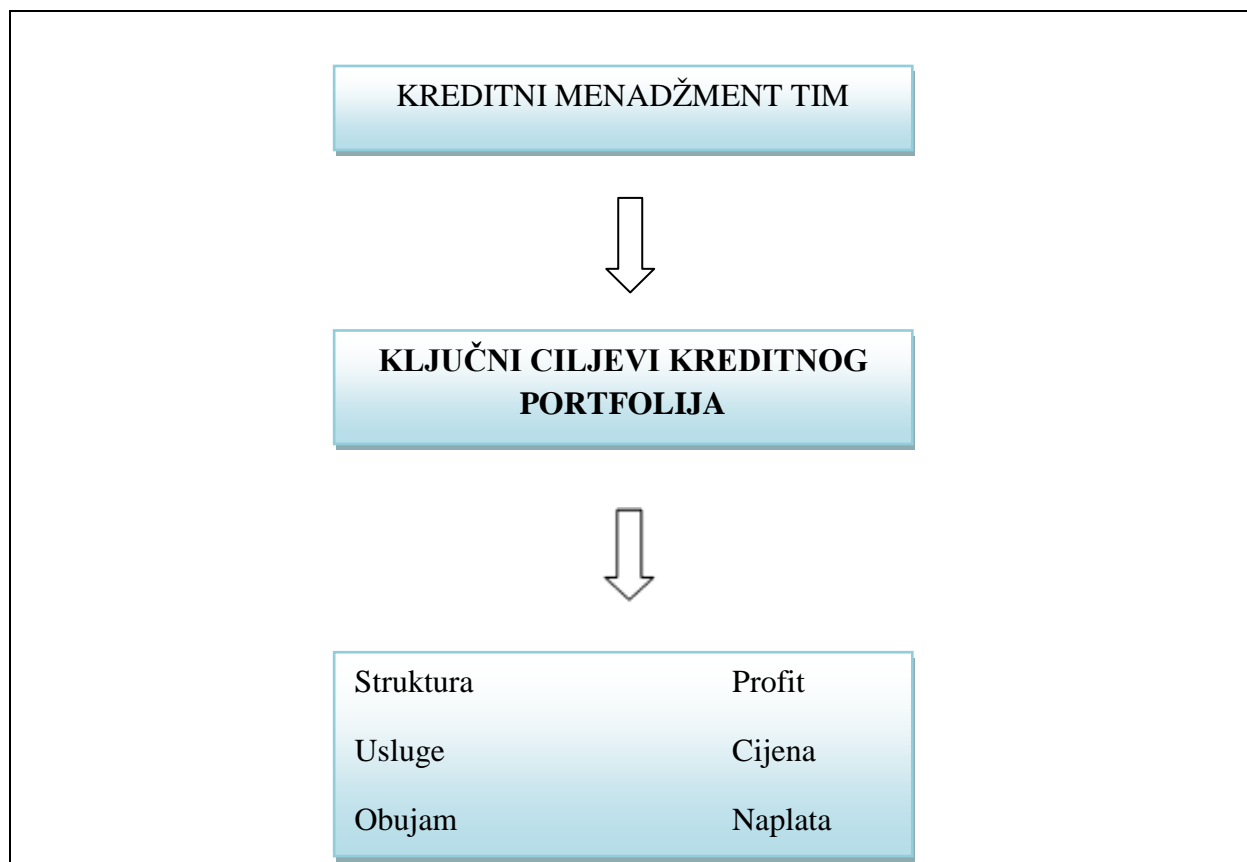 KREDITNI MENADŽMENT TIM
KLJUČNI CILJEVI KREDITNOG
PORTFOLIJA
Struktura Profit
Usluge Cijena
Obujam Naplata